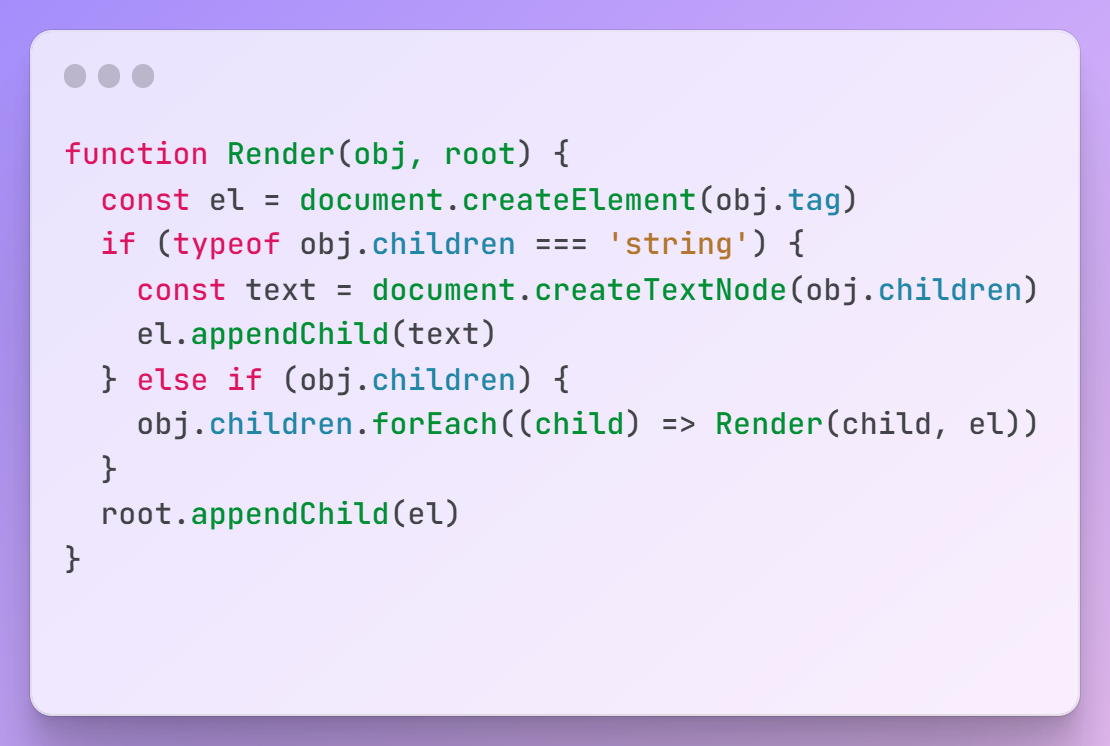 function Render(obj, root) {
  const el = document.createElement(obj.tag)
  if (typeof obj.children === 'string') {
    const text = document.createTextNode(obj.children)
    el.appendChild(text)
  } else if (obj.children) {
    obj.children.forEach((child) => Render(child, el))
  }
  root.appendChild(el)
}